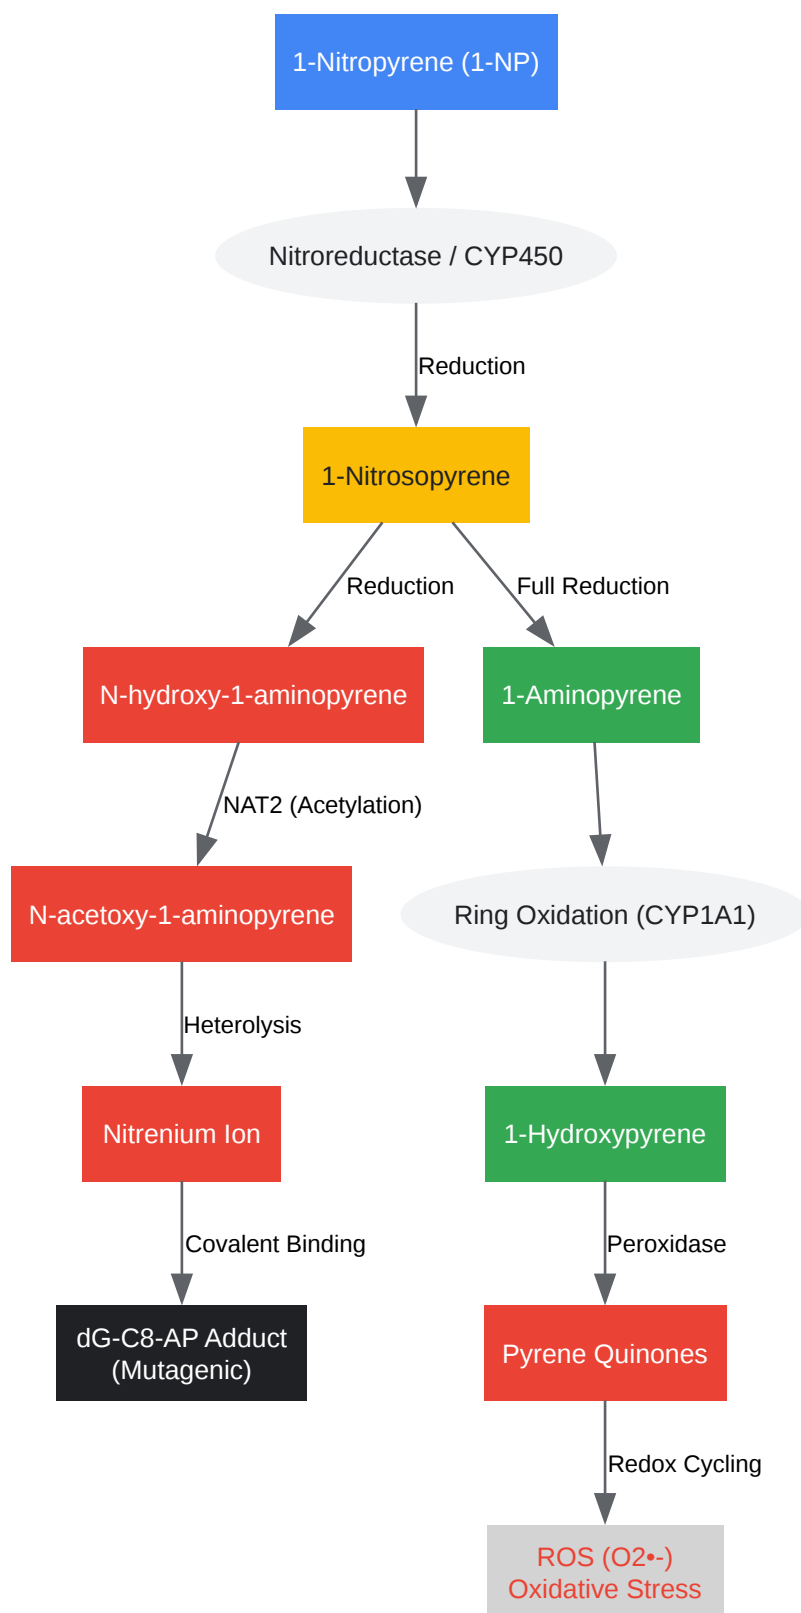 1-Nitropyrene (1-NP)
Nitroreductase / CYP450
Reduction
1-Nitrosopyrene
Reduction
Full Reduction
N-hydroxy-1-aminopyrene
1-Aminopyrene
NAT2 (Acetylation)
N-acetoxy-1-aminopyrene
Ring Oxidation (CYP1A1)
Heterolysis
Nitrenium Ion
1-Hydroxypyrene
Covalent Binding
Peroxidase
dG-C8-AP Adduct
(Mutagenic)
Pyrene Quinones
Redox Cycling
ROS (O2•-)
Oxidative Stress